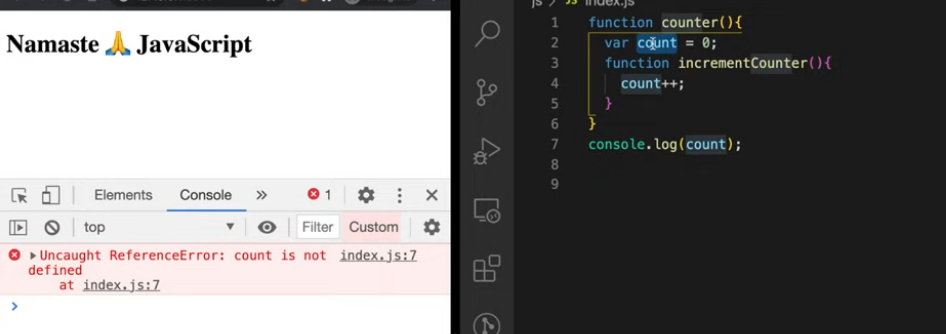 Namaste 🙏 JavaScript
Elements Console » 1
top Filter Custom
Uncaught ReferenceError: count is not index.js:7
defined
at index.js:7
js index.js
1 function counter(){
2 var count = 0;
3 function incrementCounter(){
4 count++;
5 }
6 }
7 console.log(count);
8
9